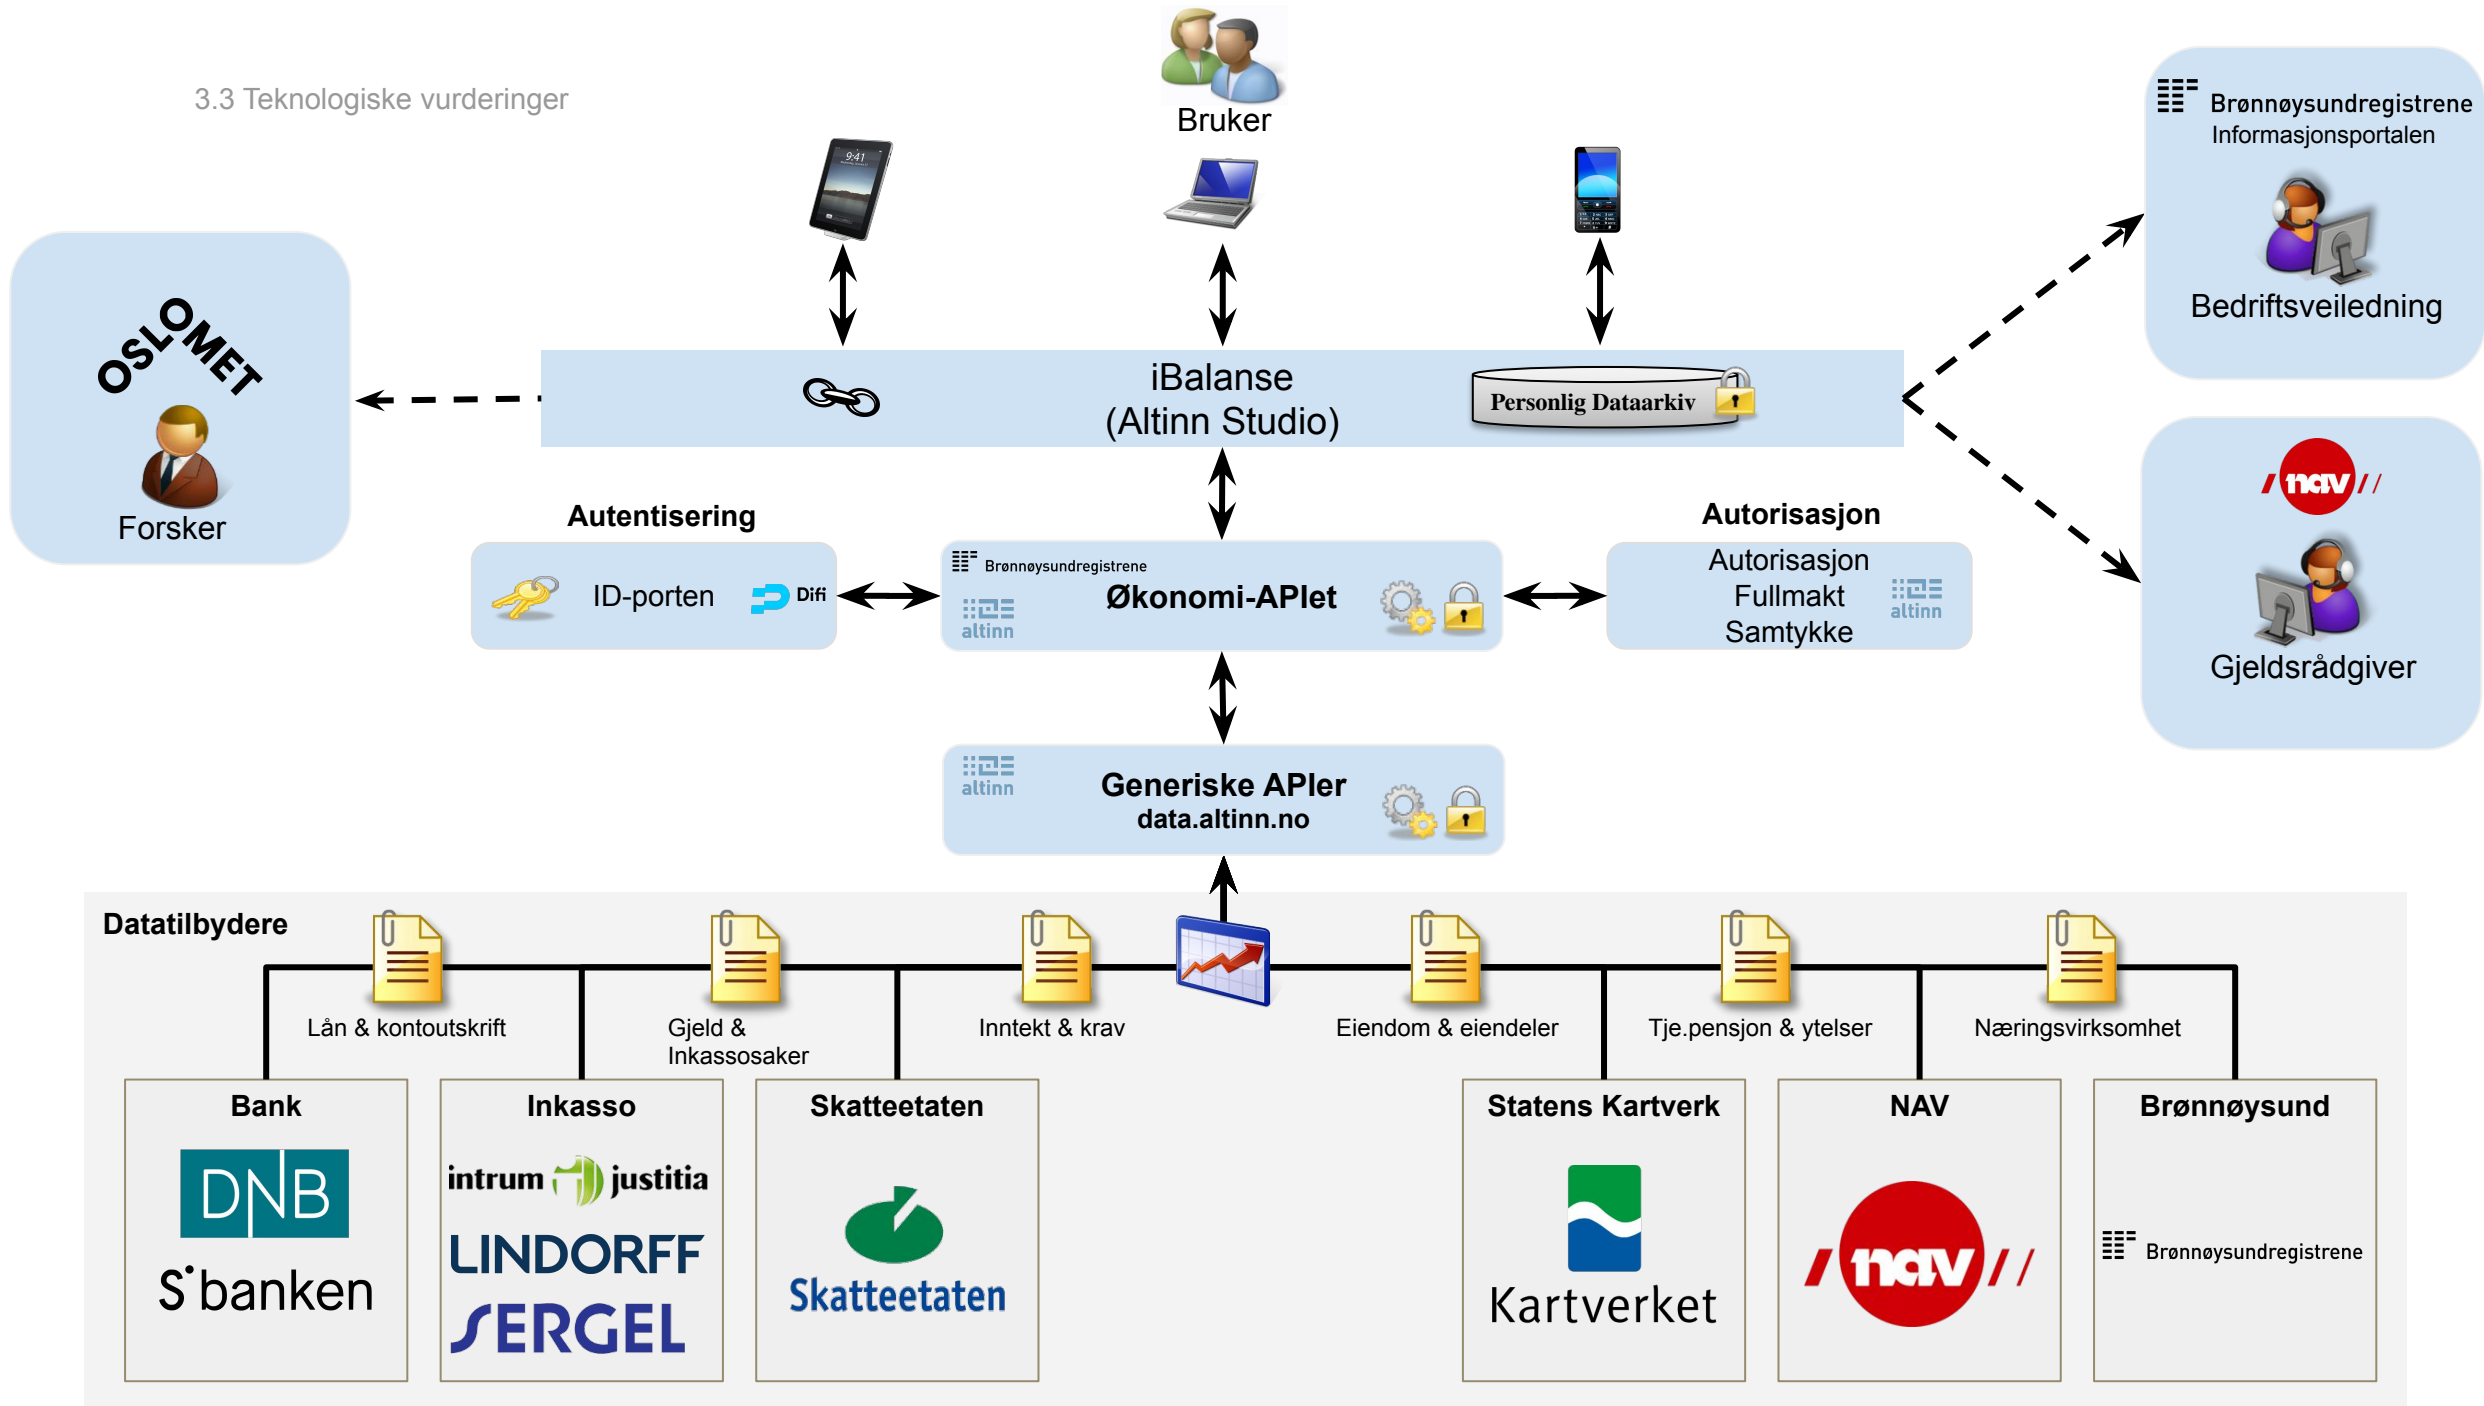 3.3 Teknologiske vurderinger
Bruker
9:41
Brønnøysundregistrene
Informasjonsportalen
Bedriftsveiledning
OSLOMET
Forsker
iBalanse
(Altinn Studio)
Personlig Dataarkiv
nav
Gjeldsrådgiver
Autentisering
ID-porten
Difi
Brønnøysundregistrene
Økonomi-APIet
altinn
Autorisasjon
Autorisasjon
Fullmakt
Samtykke
altinn
altinn
Generiske APIer
data.altinn.no
Datatilbydere
Lån & kontoutskrift
Gjeld &
Inkassosaker
Inntekt & krav
Eiendom & eiendeler
Tje.pensjon & ytelser
Næringsvirksomhet
Bank
DNB
S'banken
Inkasso
intrum justitia
LINDORFF
SERGEL
Skatteetaten
Skatteetaten
Statens Kartverk
Kartverket
NAV
nav
Brønnøysund
Brønnøysundregistrene